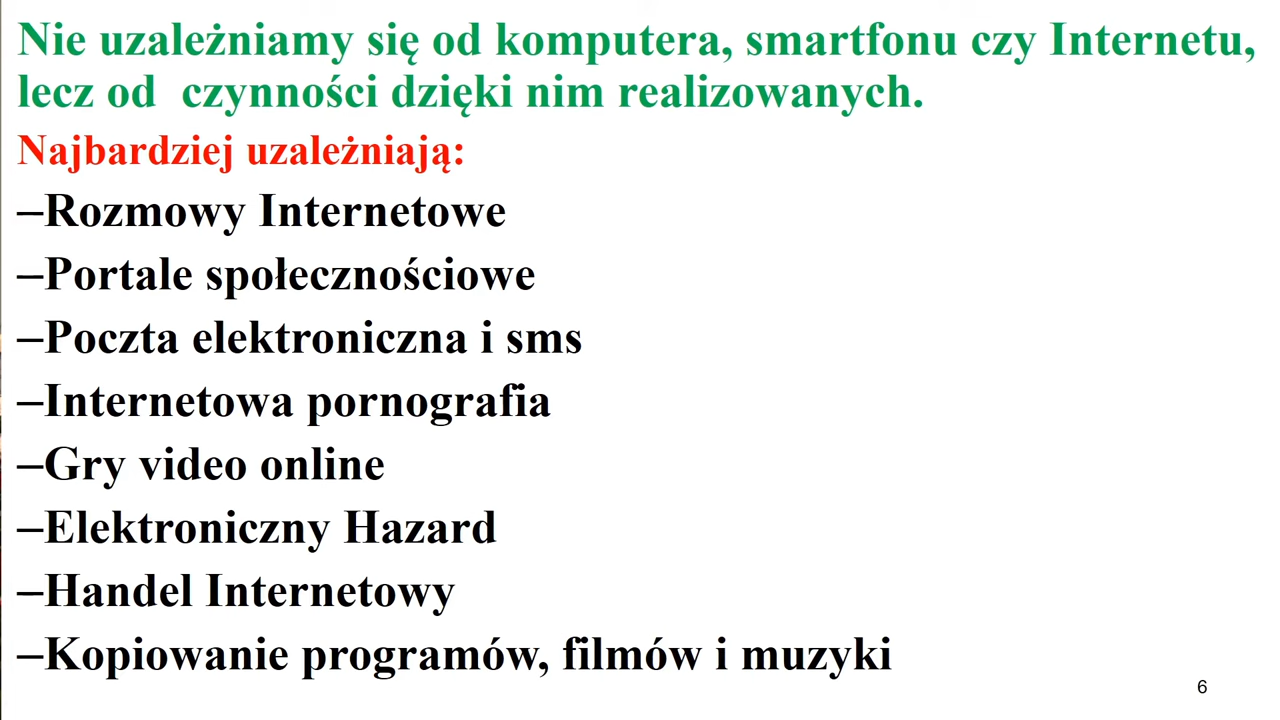 Nie uzależniamy się od komputera, smartfonu czy Internetu,
lecz od czynności dzięki nim realizowanych.
Najbardziej uzależniają:
–Rozmowy Internetowe
–Portale społecznościowe
–Poczta elektroniczna i sms
–Internetowa pornografia
–Gry video online
–Elektroniczny Hazard
–Handel Internetowy
–Kopiowanie programów, filmów i muzyki
6